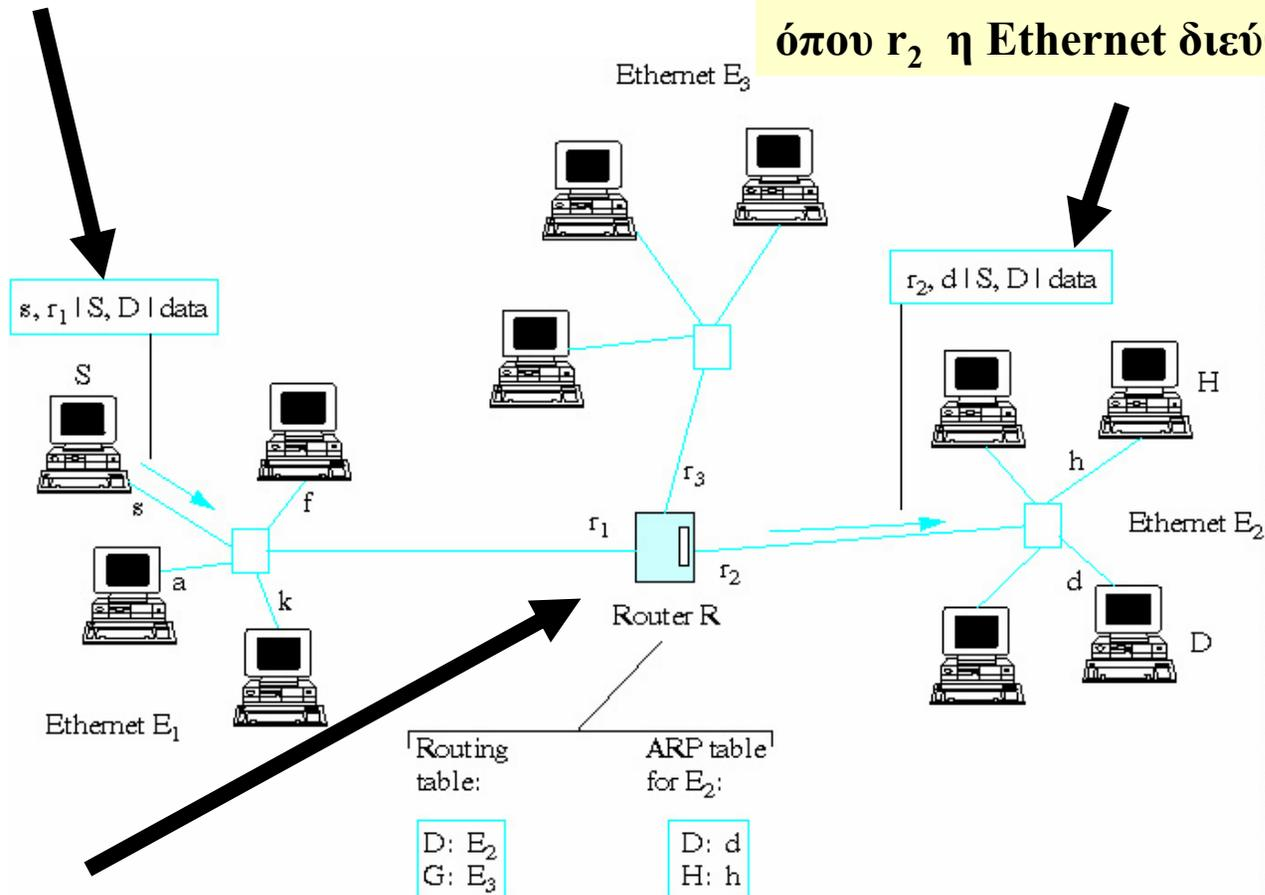 όπου r₂ η Ethernet διεύ
Ethernet E₃
s, r₁ | S, D | data
r₂, d | S, D | data
S
H
f
h
s
r₃
Ethernet E₂
r₁
r₂
a
d
k
Router R
D
Ethernet E₁
Routing table:
ARP table for E₂:
D: E₂
G: E₃
D: d
H: h